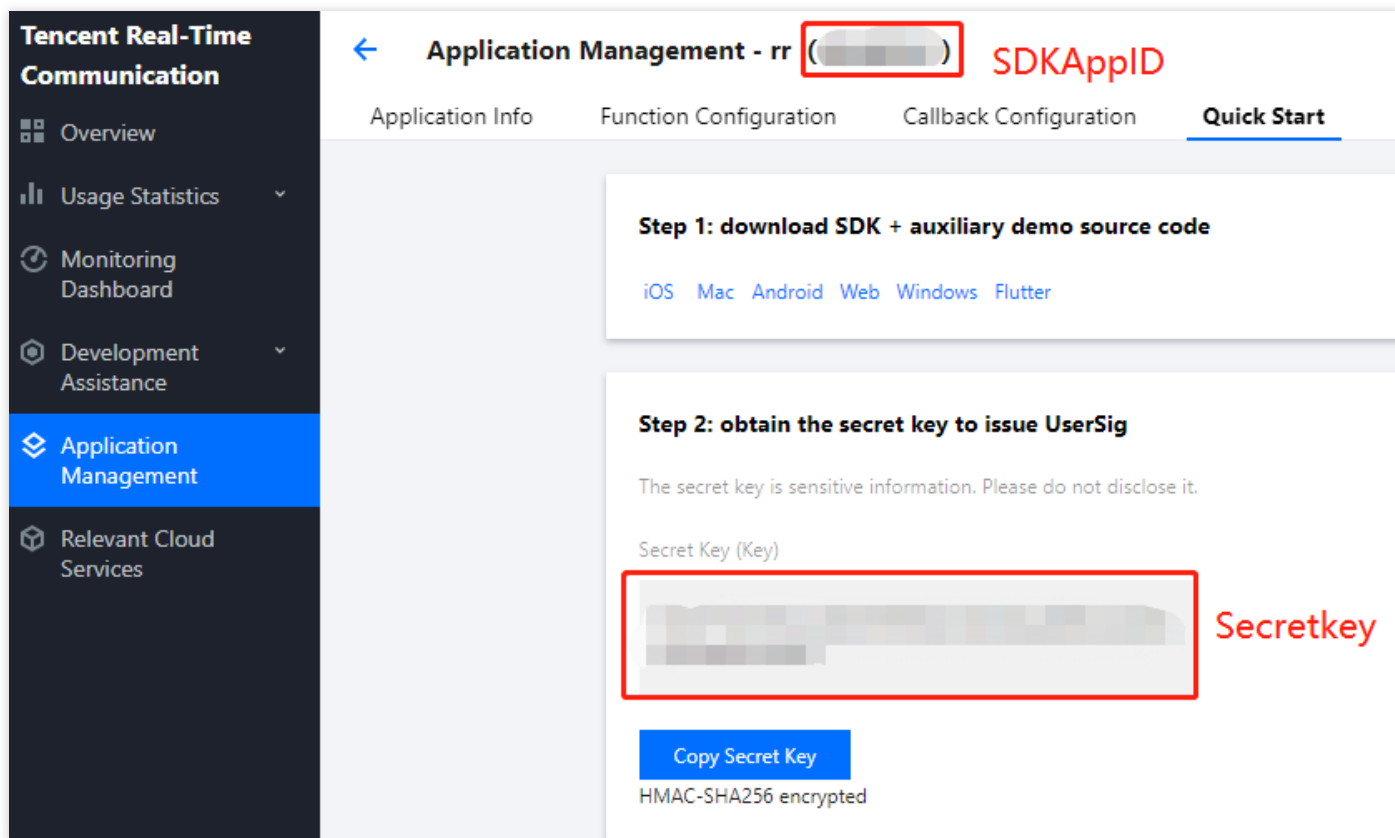 Tencent Real-Time
Communication
Overview
Usage Statistics
Monitoring
Dashboard
Development
Assistance
Application
Management
Relevant Cloud
Services
Application Management - rr ( )
SDKAppID
Application Info Function Configuration Callback Configuration Quick Start
Step 1: download SDK + auxiliary demo source code
iOS Mac Android Web Windows Flutter
Step 2: obtain the secret key to issue UserSig
The secret key is sensitive information. Please do not disclose it.
Secret Key (Key)
Secretkey
Copy Secret Key
HMAC-SHA256 encrypted